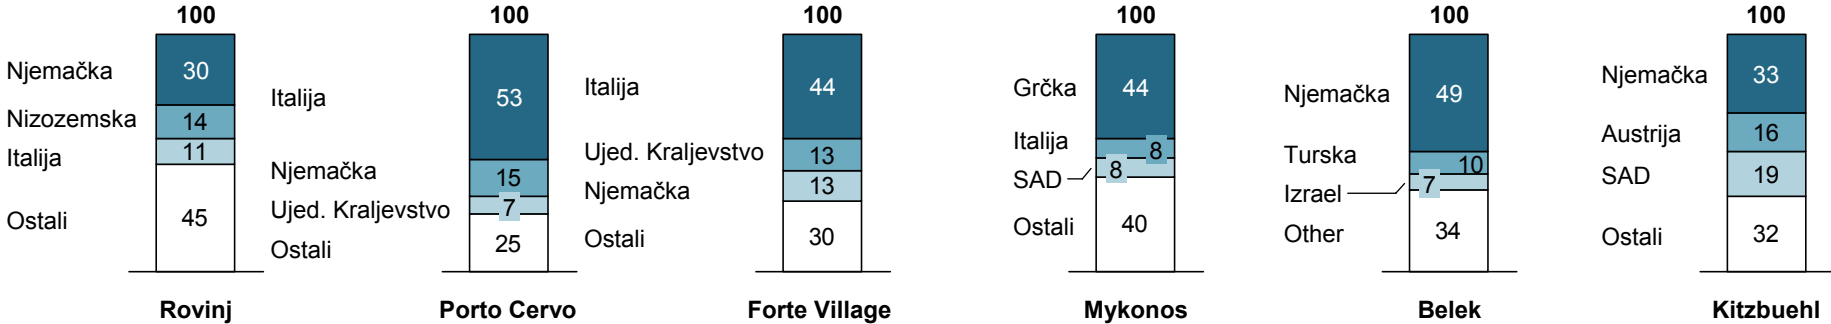 100
Njemačka
30
Nizozemska
14
Italija
11
Ostali
45
Rovinj
100
Italija
53
Njemačka
15
Ujed. Kraljevstvo
7
Ostali
25
Porto Cervo
100
Italija
44
Ujed. Kraljevstvo
13
Njemačka
13
Ostali
30
Forte Village
100
Grčka
44
Italija
8
SAD
8
Ostali
40
Mykonos
100
Njemačka
49
Turska
10
Izrael
7
Other
34
Belek
100
Njemačka
33
Austrija
16
SAD
19
Ostali
32
Kitzbuehl